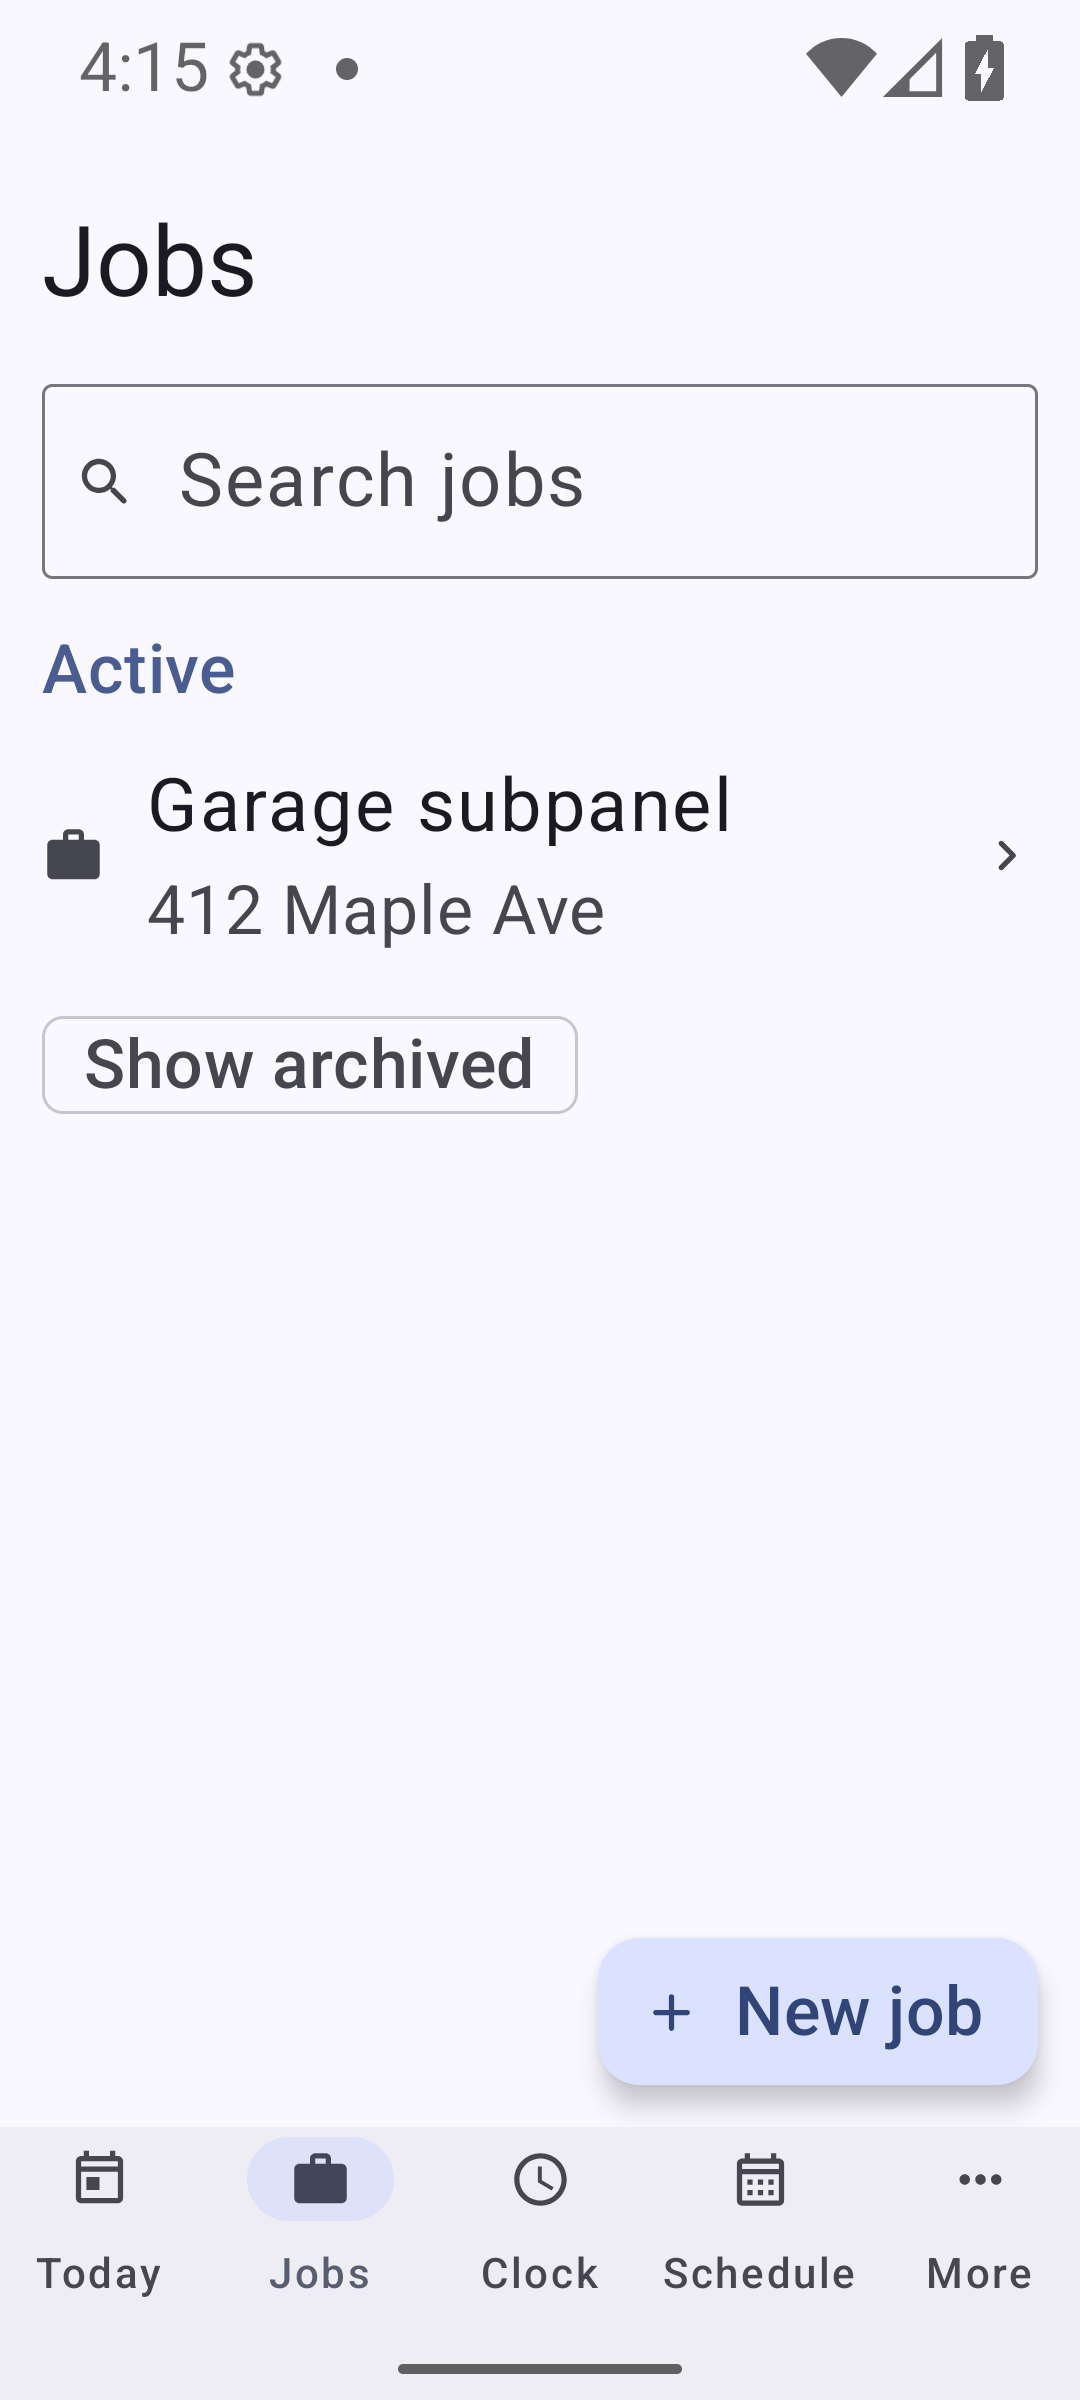 4:15
Jobs
Search jobs
Active
Garage subpanel
412 Maple Ave
Show archived
New job
Today
Jobs
Clock
Schedule
More